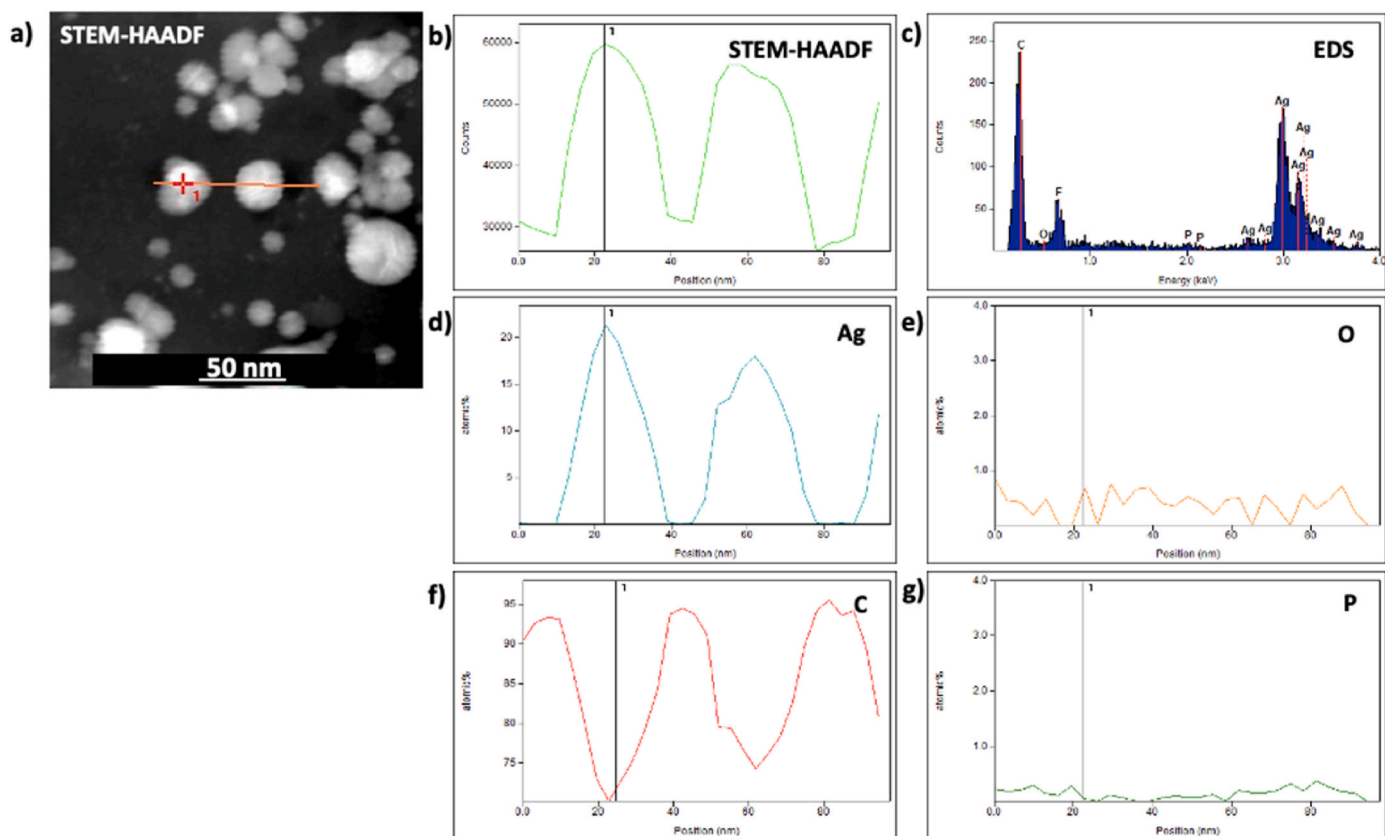 a)
STEM-HAADF
1
50 nm
b)
1
STEM-HAADF
60000
50000
40000
30000
Counts
0.0
20
40
60
80
Position (nm)
c)
EDS
250
200
150
100
50
Counts
C
O
F
P
P
Ag
Ag
Ag
Ag
Ag
Ag
Ag
Ag
Ag
1.0
2.0
3.0
4.0
Energy (keV)
d)
1
Ag
20
15
10
5
atomic%
0.0
20
40
60
80
Position (nm)
e)
4.0
1
O
3.0
2.0
1.0
atomic%
0.0
20
40
60
80
Position (nm)
f)
1
C
95
90
85
80
75
atomic%
0.0
20
40
60
80
Position (nm)
g)
4.0
1
P
3.0
2.0
1.0
atomic%
0.0
20
40
60
80
Position (nm)